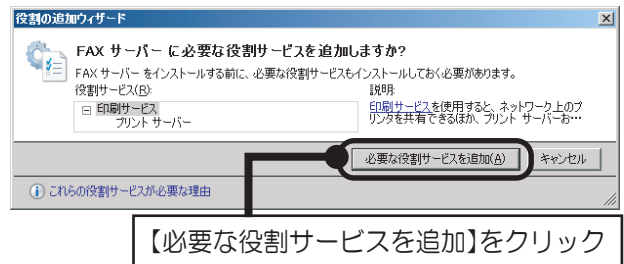 役割の追加ウィザード
FAX サーバー に必要な役割サービスを追加しますか?
FAX サーバー をインストールする前に、必要な役割サービスもインストールしておく必要があります。
役割サービス(R):
説明:
印刷サービス
プリント サーバー
印刷サービスを使用すると、ネットワーク上のプ
リンタを共有できるほか、プリント サーバーお…
必要な役割サービスを追加(A)
キャンセル
これらの役割サービスが必要な理由
【必要な役割サービスを追加】をクリック